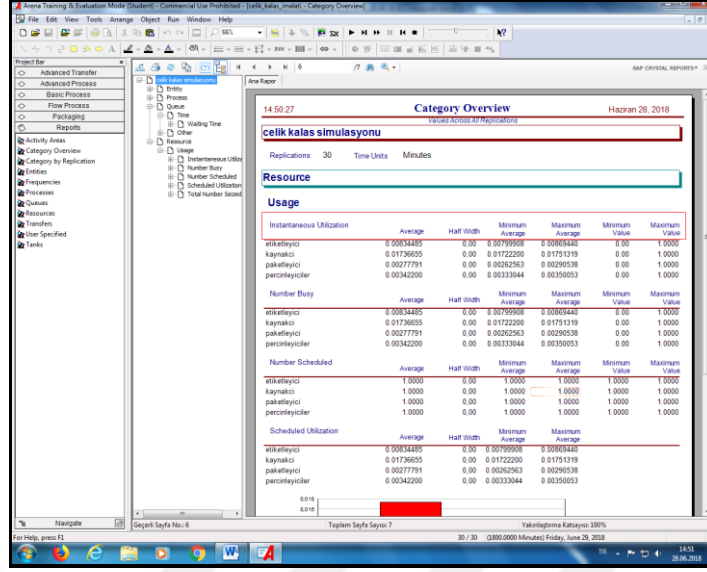 Arena Training & Evaluation Mode (Student) - Commercial Use Prohibited - [celik_kalas_imalati - Category Overview]
File Edit View Tools Arrange Object Run Window Help
66%
Project Bar
Advanced Transfer
Advanced Process
Basic Process
Flow Process
Packaging
Reports
Activity Areas
Category Overview
Category by Replication
Entities
Frequencies
Processes
Queues
Resources
Transfers
User Specified
Tanks
Navigate
celik kalas simulasyonu
Entity
Process
Queue
Time
Waiting Time
Other
Resource
Usage
Instantaneous Utiliz
Number Busy
Number Scheduled
Scheduled Utilization
Total Number Seized
6 /7
SAP CRYSTAL REPORTS®
Ana Rapor
14:50:27 Category Overview Haziran 28, 2018
Values Across All Replications
celik kalas simulasyonu
Replications 30 Time Units Minutes
Resource
Usage
Instantaneous Utilization Average Half Width Minimum Average Maximum Average Minimum Value Maximum Value
etiketleyici 0.00834485 0,00 0.00799908 0.00869440 0.00 1.0000
kaynakci 0.01736655 0,00 0.01722200 0.01751319 0.00 1.0000
paketleyici 0.00277791 0,00 0.00262563 0.00290538 0.00 1.0000
percinleyiciler 0.00342200 0,00 0.00333044 0.00350053 0.00 1.0000
Number Busy Average Half Width Minimum Average Maximum Average Minimum Value Maximum Value
etiketleyici 0.00834485 0,00 0.00799908 0.00869440 0.00 1.0000
kaynakci 0.01736655 0,00 0.01722200 0.01751319 0.00 1.0000
paketleyici 0.00277791 0,00 0.00262563 0.00290538 0.00 1.0000
percinleyiciler 0.00342200 0,00 0.00333044 0.00350053 0.00 1.0000
Number Scheduled Average Half Width Minimum Average Maximum Average Minimum Value Maximum Value
etiketleyici 1.0000 0,00 1.0000 1.0000 1.0000 1.0000
kaynakci 1.0000 0,00 1.0000 1.0000 1.0000 1.0000
paketleyici 1.0000 0,00 1.0000 1.0000 1.0000 1.0000
percinleyiciler 1.0000 0,00 1.0000 1.0000 1.0000 1.0000
Scheduled Utilization Average Half Width Minimum Average Maximum Average
etiketleyici 0.00834485 0,00 0.00799908 0.00869440
kaynakci 0.01736655 0,00 0.01722200 0.01751319
paketleyici 0.00277791 0,00 0.00262563 0.00290538
percinleyiciler 0.00342200 0,00 0.00333044 0.00350053
0,018
0,016
Geçerli Sayfa No.: 6 Toplam Sayfa Sayısı: 7 Yakınlaştırma Katsayısı: 100%
For Help, press F1 30 / 30 (1800.0000 Minutes) Friday, June 29, 2018
TR 14:51
28.06.2018